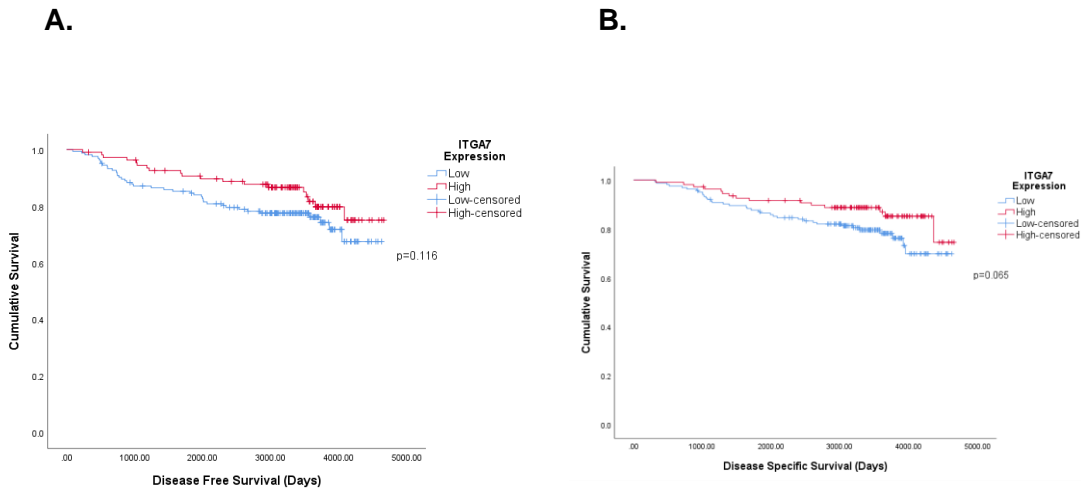 A.
B.
ITGA7
Expression
Low
High
Low-censored
High-censored
1.0
0.8
0.6
0.4
0.2
0.0
Cumulative Survival
p=0.116
.00 1000.00 2000.00 3000.00 4000.00 5000.00
Disease Free Survival (Days)
ITGA7
Expression
Low
High
Low-censored
High-censored
1.0
0.8
0.6
0.4
0.2
0.0
Cumulative Survival
p=0.065
.00 1000.00 2000.00 3000.00 4000.00 5000.00
Disease Specific Survival (Days)